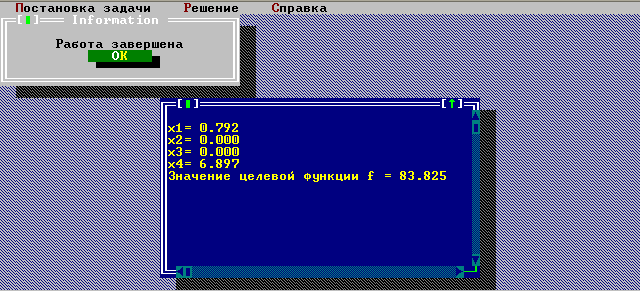 Постановка задачи Решение Справка
Information
Работа завершена
OK
x1= 0.792
x2= 0.000
x3= 0.000
x4= 6.897
Значение целевой функции f = 83.825